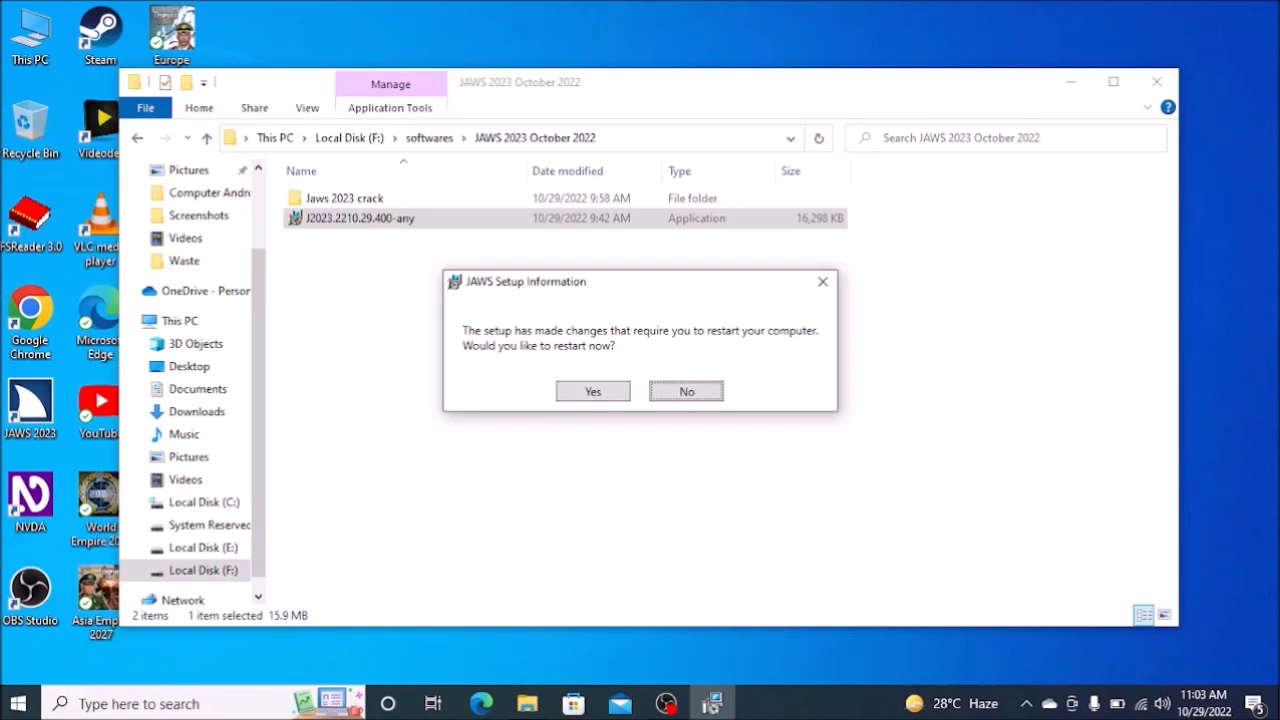 This PC
Steam
Europe
Recycle Bin
Videode
FSReader 3.0
VLC med
player
Google
Chrome
Micros
Edge
JAWS 2023
YouTub
NVDA
World
Empire 20
OBS Studio
Asia Emp
2027
Manage
JAWS 2023 October 2022
File
Home
Share
View
Application Tools
This PC
Local Disk (F:)
softwares
JAWS 2023 October 2022
Search JAWS 2023 October 2022
Pictures
Computer Andro
Screenshots
Videos
Waste
OneDrive - Person
This PC
3D Objects
Desktop
Documents
Downloads
Music
Pictures
Videos
Local Disk (C:)
System Reserved
Local Disk (E:)
Local Disk (F:)
Network
Name
Date modified
Type
Size
Jaws 2023 crack
10/29/2022 9:58 AM
File folder
J2023.2210.29.400-any
10/29/2022 9:42 AM
Application
16,298 KB
JAWS Setup Information
The setup has made changes that require you to restart your computer.
Would you like to restart now?
Yes
No
2 items
1 item selected 15.9 MB
Type here to search
28°C Haze
11:03 AM
10/29/2022
5